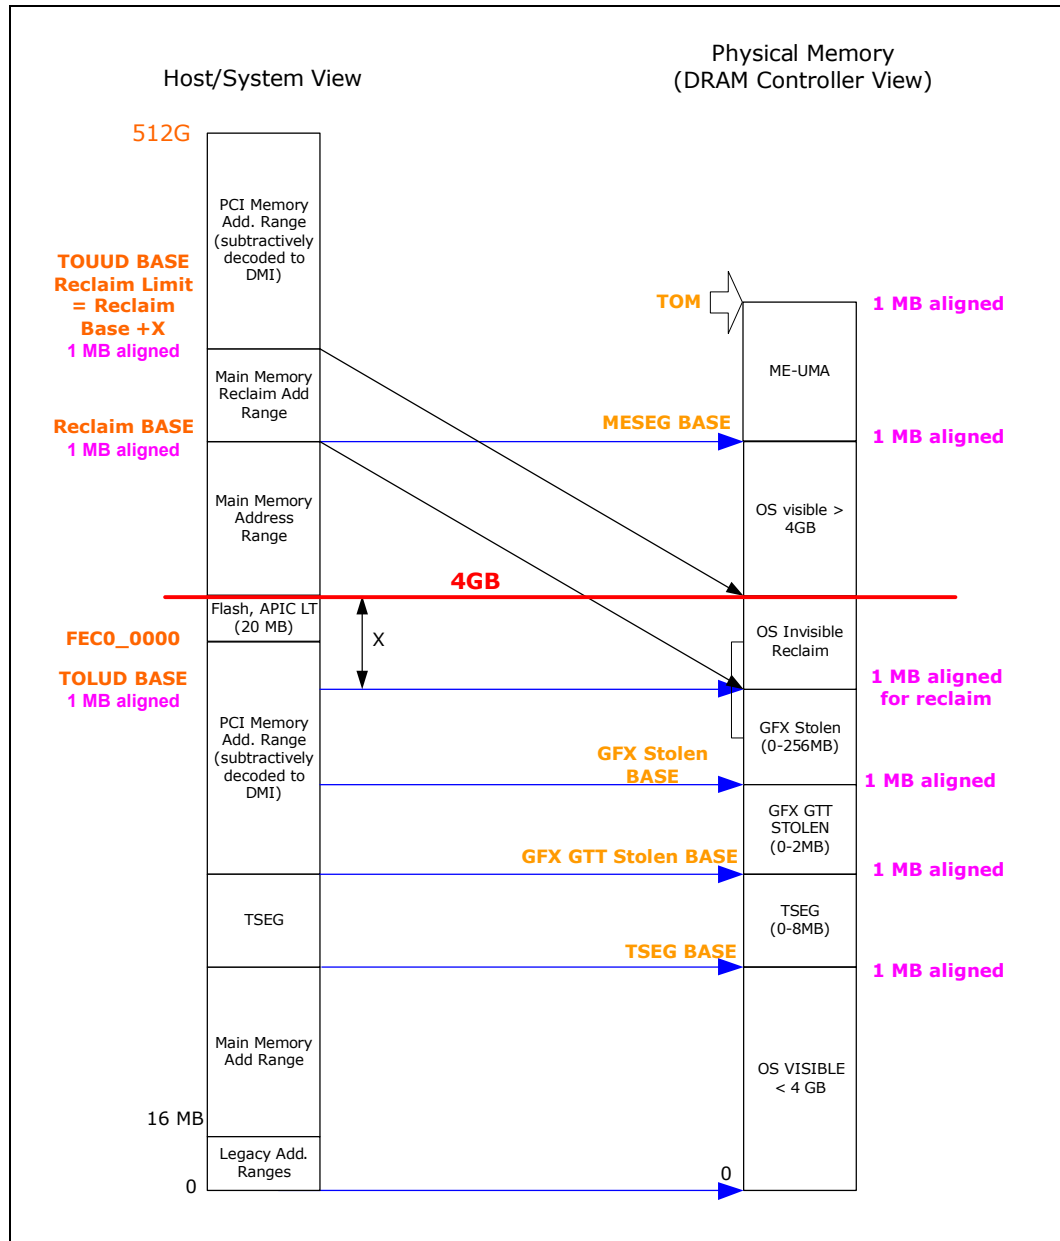 Host/System View
Physical Memory
(DRAM Controller View)
512G
PCI Memory
Add. Range
(subtractively
decoded to
DMI)
TOUUD BASE
Reclaim Limit
= Reclaim
Base +X
1 MB aligned
TOM
1 MB aligned
Main Memory
Reclaim Add
Range
ME-UMA
Reclaim BASE
1 MB aligned
MESEG BASE
1 MB aligned
Main Memory
Address
Range
OS visible >
4GB
4GB
Flash, APIC LT
(20 MB)
X
OS Invisible
Reclaim
FEC0_0000
TOLUD BASE
1 MB aligned
1 MB aligned
for reclaim
PCI Memory
Add. Range
(subtractively
decoded to
DMI)
GFX Stolen
(0-256MB)
GFX Stolen
BASE
1 MB aligned
GFX GTT
STOLEN
(0-2MB)
GFX GTT Stolen BASE
1 MB aligned
TSEG
TSEG
(0-8MB)
TSEG BASE
1 MB aligned
Main Memory
Add Range
OS VISIBLE
< 4 GB
16 MB
Legacy Add.
Ranges
0
0